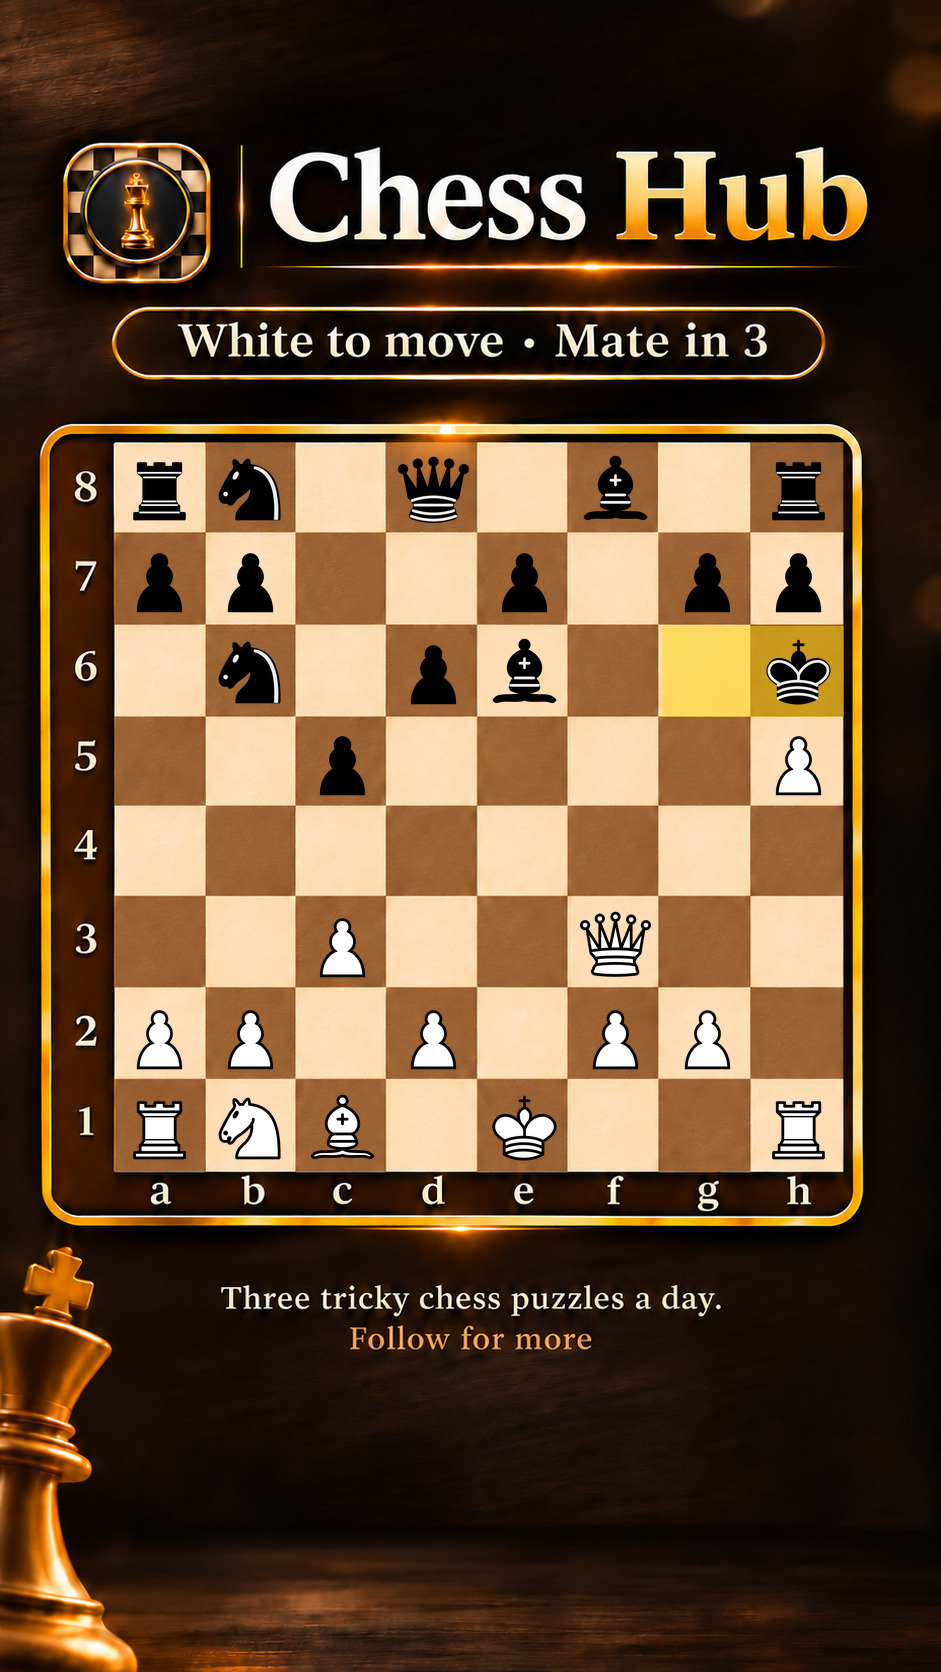 Chess Hub
White to move • Mate in 3
8
7
6
5
4
3
2
1
a b c d e f g h
Three tricky chess puzzles a day.
Follow for more